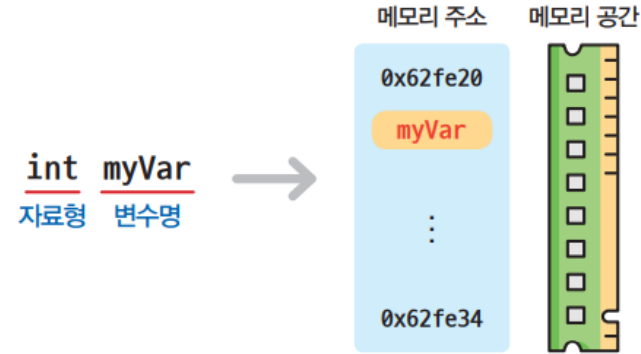 메모리 주소
메모리 공간
0x62fe20
myVar
int myVar
자료형 변수명
⋮
0x62fe34